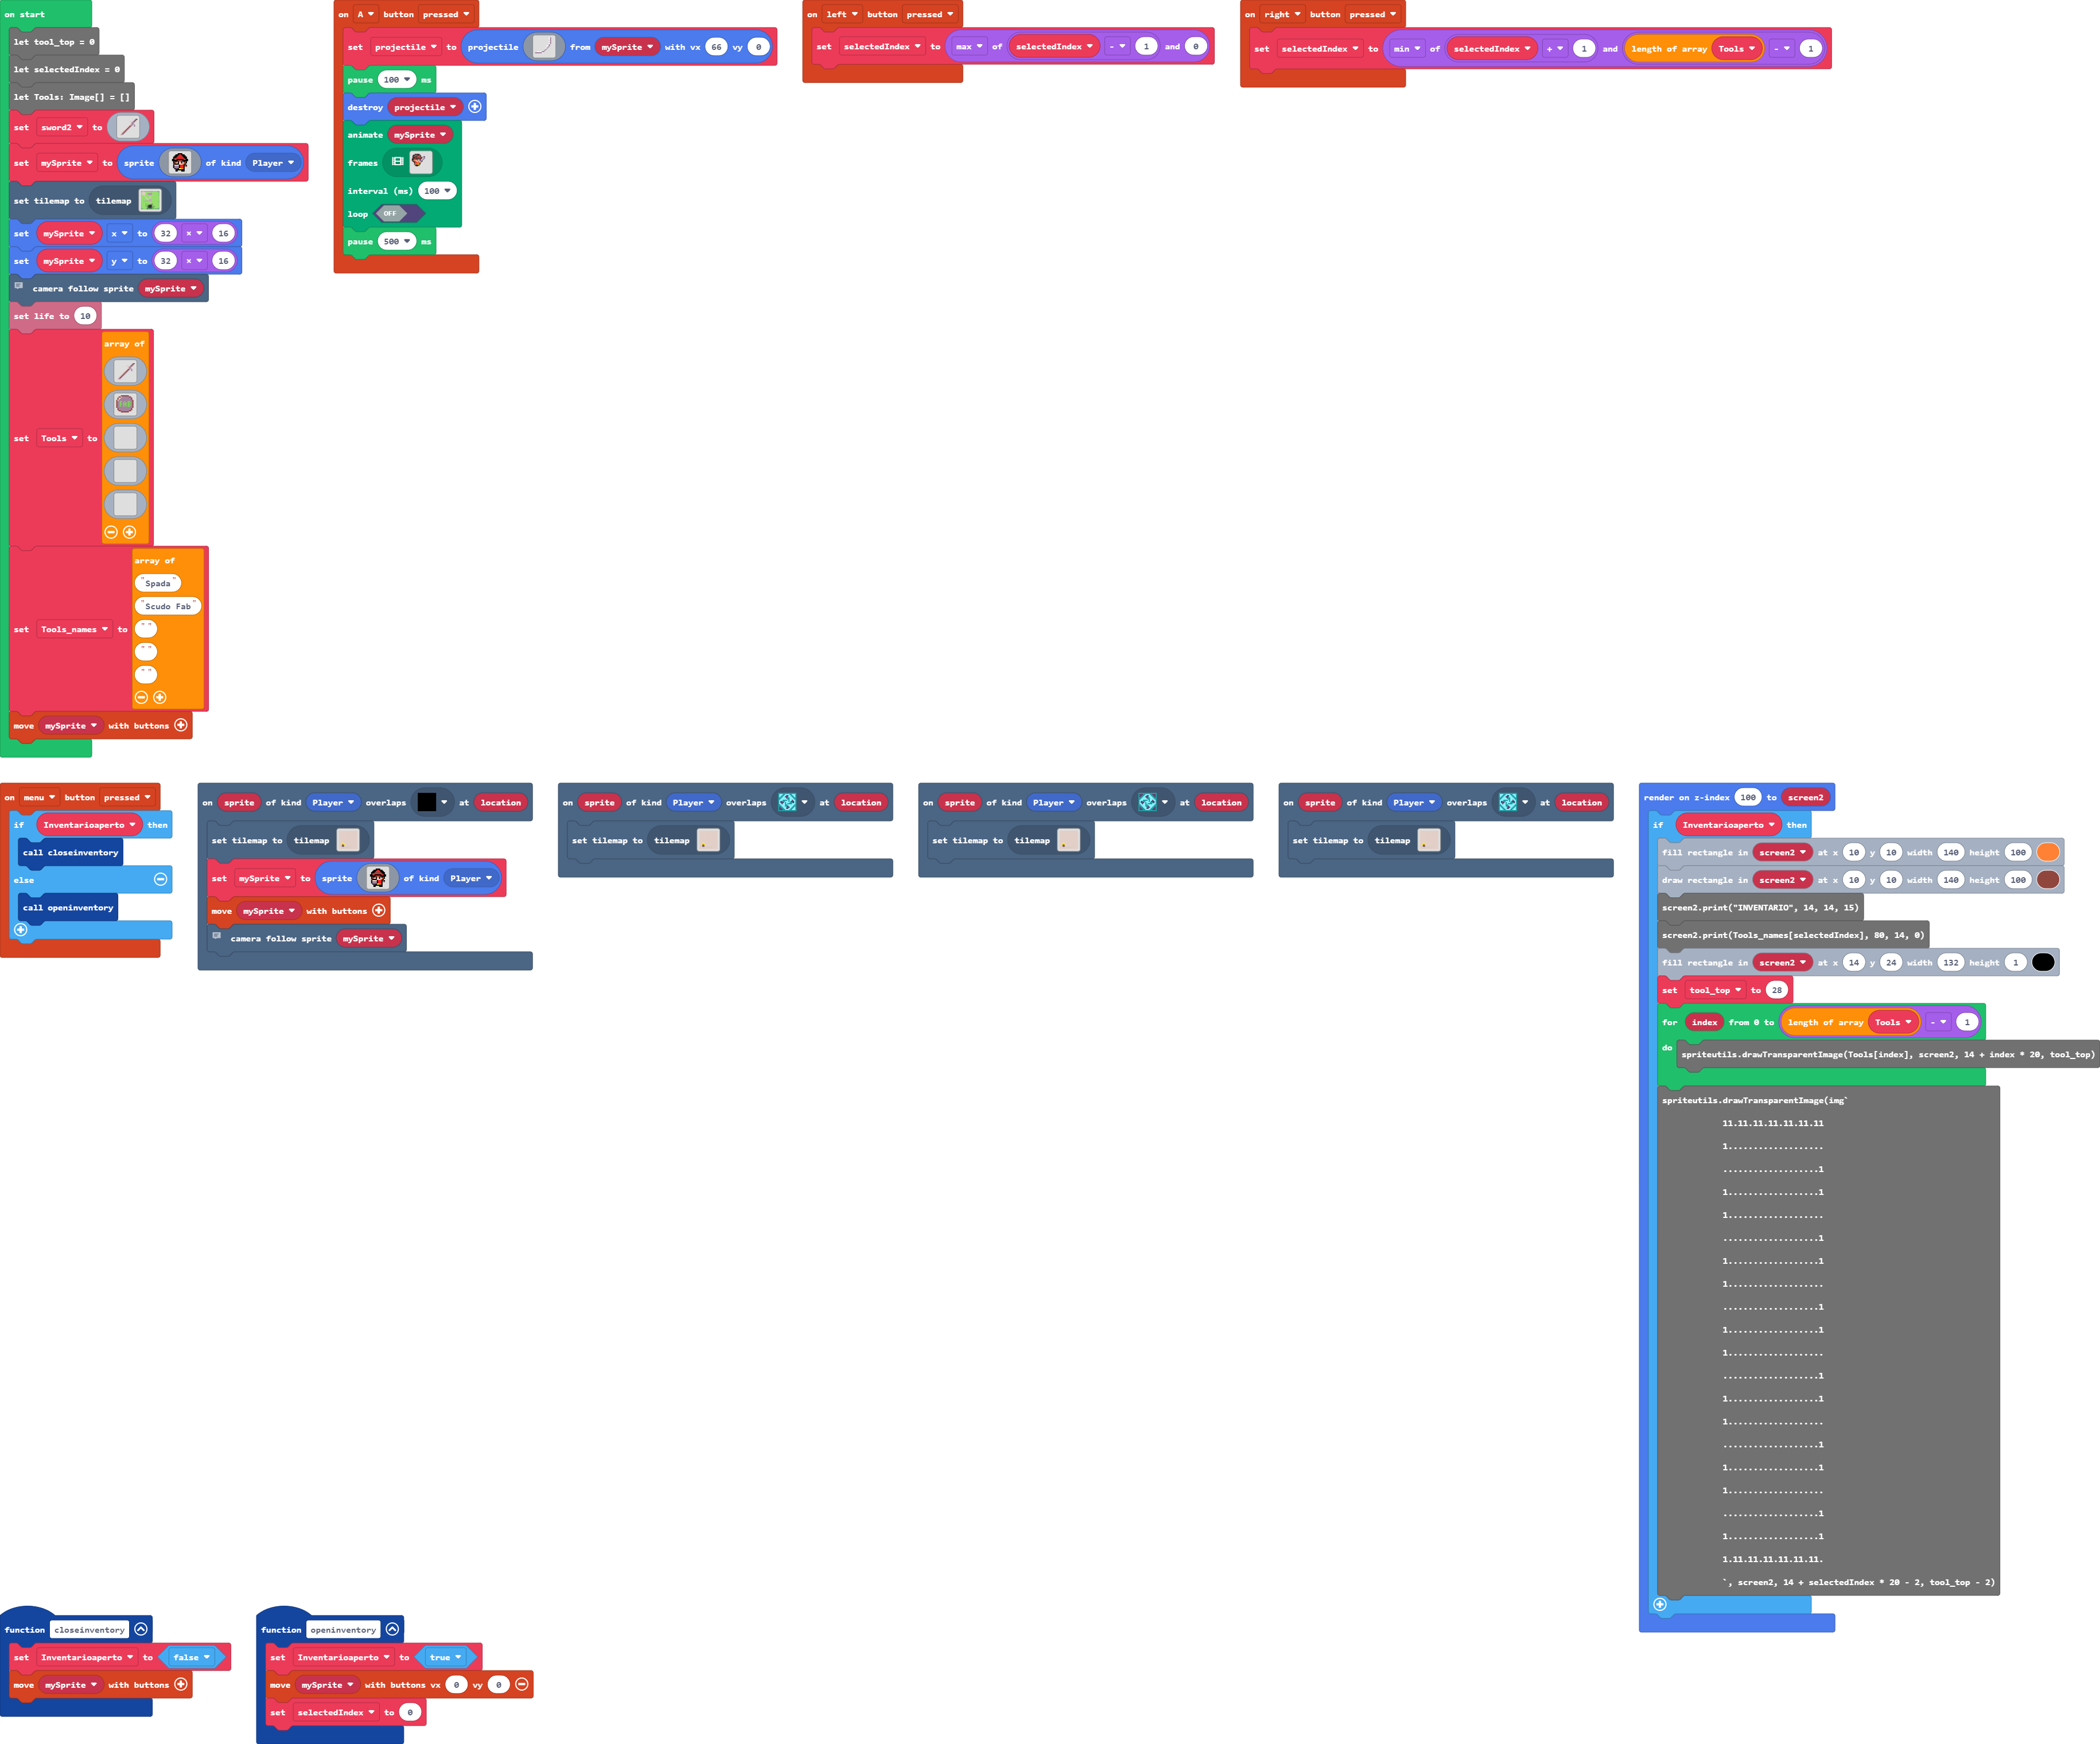 on start
let tool_top = 0
let selectedIndex = 0
let Tools: Image[] = []
set sword2 to
set mySprite to sprite of kind Player
set tilemap to tilemap
set mySprite x to 32 × 16
set mySprite y to 32 × 16
camera follow sprite mySprite
set life to 10
set Tools to array of
set Tools_names to array of
"Spada"
"Scudo Fab"
" "
" "
" "
move mySprite with buttons
on A button pressed
set projectile to projectile from mySprite with vx 66 vy 0
pause 100 ms
destroy projectile
animate mySprite
frames
interval (ms) 100
loop OFF
pause 500 ms
on left button pressed
set selectedIndex to max of selectedIndex - 1 and 0
on right button pressed
set selectedIndex to min of selectedIndex + 1 and length of array Tools - 1
on menu button pressed
if Inventarioaperto then
call closeinventory
else
call openinventory
on sprite of kind Player overlaps at location
set tilemap to tilemap
set mySprite to sprite of kind Player
move mySprite with buttons
camera follow sprite mySprite
on sprite of kind Player overlaps at location
set tilemap to tilemap
on sprite of kind Player overlaps at location
set tilemap to tilemap
on sprite of kind Player overlaps at location
set tilemap to tilemap
render on z-index 100 to screen2
if Inventarioaperto then
fill rectangle in screen2 at x 10 y 10 width 140 height 100
draw rectangle in screen2 at x 10 y 10 width 140 height 100
screen2.print("INVENTARIO", 14, 14, 15)
screen2.print(Tools_names[selectedIndex], 80, 14, 0)
fill rectangle in screen2 at x 14 y 24 width 132 height 1
set tool_top to 28
for index from 0 to length of array Tools - 1
do spriteutils.drawTransparentImage(Tools[index], screen2, 14 + index * 20, tool_top)
spriteutils.drawTransparentImage(img`
11.11.11.11.11.11.11
1...................
...................1
1..................1
1...................
...................1
1..................1
1...................
...................1
1..................1
1...................
...................1
1..................1
1...................
...................1
1..................1
1...................
...................1
1..................1
1.11.11.11.11.11.11.
`, screen2, 14 + selectedIndex * 20 - 2, tool_top - 2)
function closeinventory
set Inventarioaperto to false
move mySprite with buttons
function openinventory
set Inventarioaperto to true
move mySprite with buttons vx 0 vy 0
set selectedIndex to 0